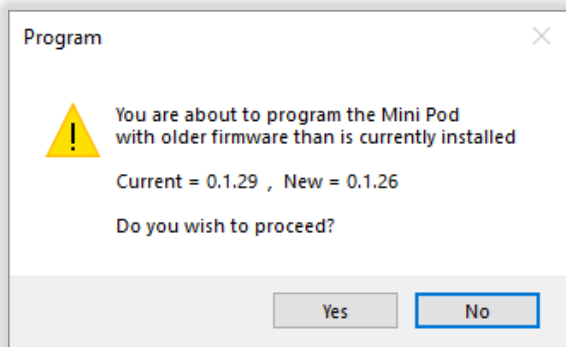 Program
You are about to program the Mini Pod
with older firmware than is currently installed
Current = 0.1.29 , New = 0.1.26
Do you wish to proceed?
Yes
No